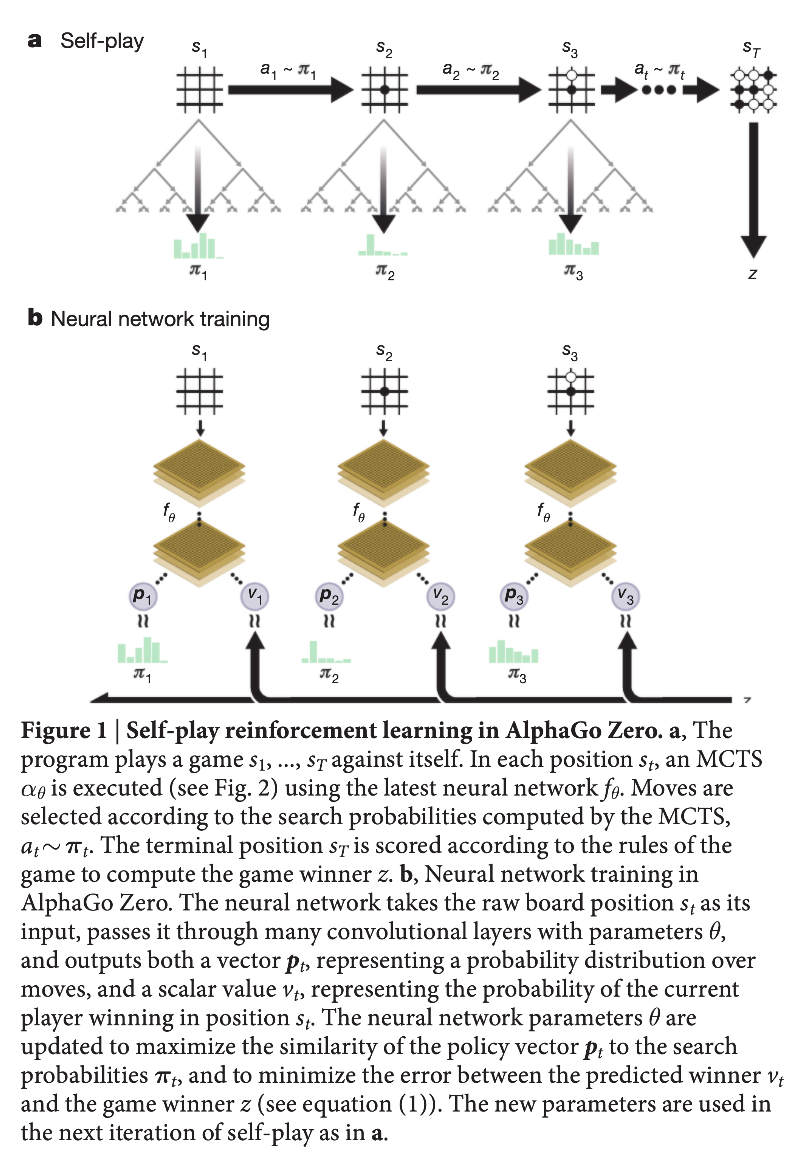 a Self-play
s1 s2 s3 sT
a1 ~ π1 a2 ~ π2 at ~ πt
π1 π2 π3 z
b Neural network training
s1 s2 s3
fθ fθ fθ
p1 v1 p2 v2 p3 v3
≈ ≈ ≈ ≈ ≈ ≈
π1 π2 π3
z
Figure 1 | Self-play reinforcement learning in AlphaGo Zero. a, The
program plays a game s1, ..., sT against itself. In each position st, an MCTS
αθ is executed (see Fig. 2) using the latest neural network fθ. Moves are
selected according to the search probabilities computed by the MCTS,
at ∼ πt. The terminal position sT is scored according to the rules of the
game to compute the game winner z. b, Neural network training in
AlphaGo Zero. The neural network takes the raw board position st as its
input, passes it through many convolutional layers with parameters θ,
and outputs both a vector pt, representing a probability distribution over
moves, and a scalar value vt, representing the probability of the current
player winning in position st. The neural network parameters θ are
updated to maximize the similarity of the policy vector pt to the search
probabilities πt, and to minimize the error between the predicted winner vt
and the game winner z (see equation (1)). The new parameters are used in
the next iteration of self-play as in a.